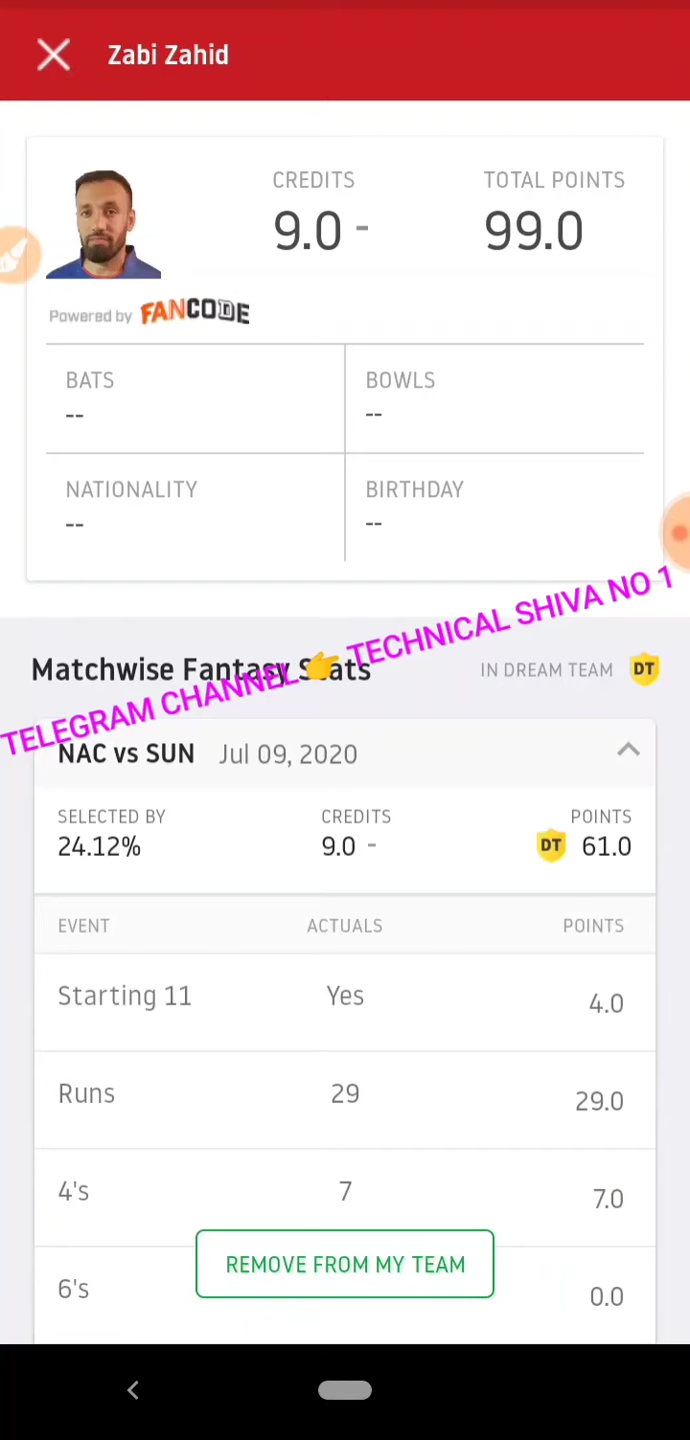 Zabi Zahid
CREDITS TOTAL POINTS
9.0 - 99.0
Powered by FANCODE
BATS BOWLS
-- --
NATIONALITY BIRTHDAY
-- --
TELEGRAM CHANNEL 👉 TECHNICAL SHIVA NO 1
Matchwise Fantasy Stats IN DREAM TEAM DT
NAC vs SUN Jul 09, 2020
SELECTED BY CREDITS POINTS
24.12% 9.0 - DT 61.0
EVENT ACTUALS POINTS
Starting 11 Yes 4.0
Runs 29 29.0
4's 7 7.0
REMOVE FROM MY TEAM
6's 0.0